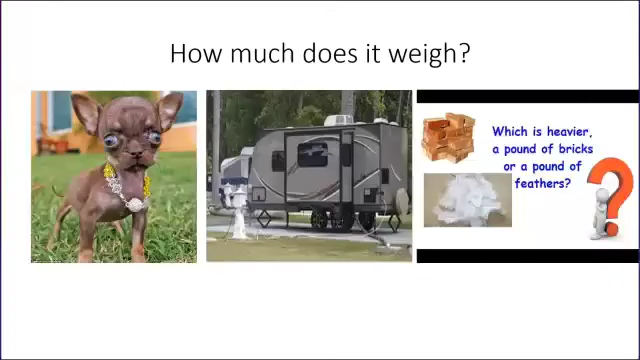 How much does it weigh?
Which is heavier,
a pound of bricks
or a pound of
feathers?